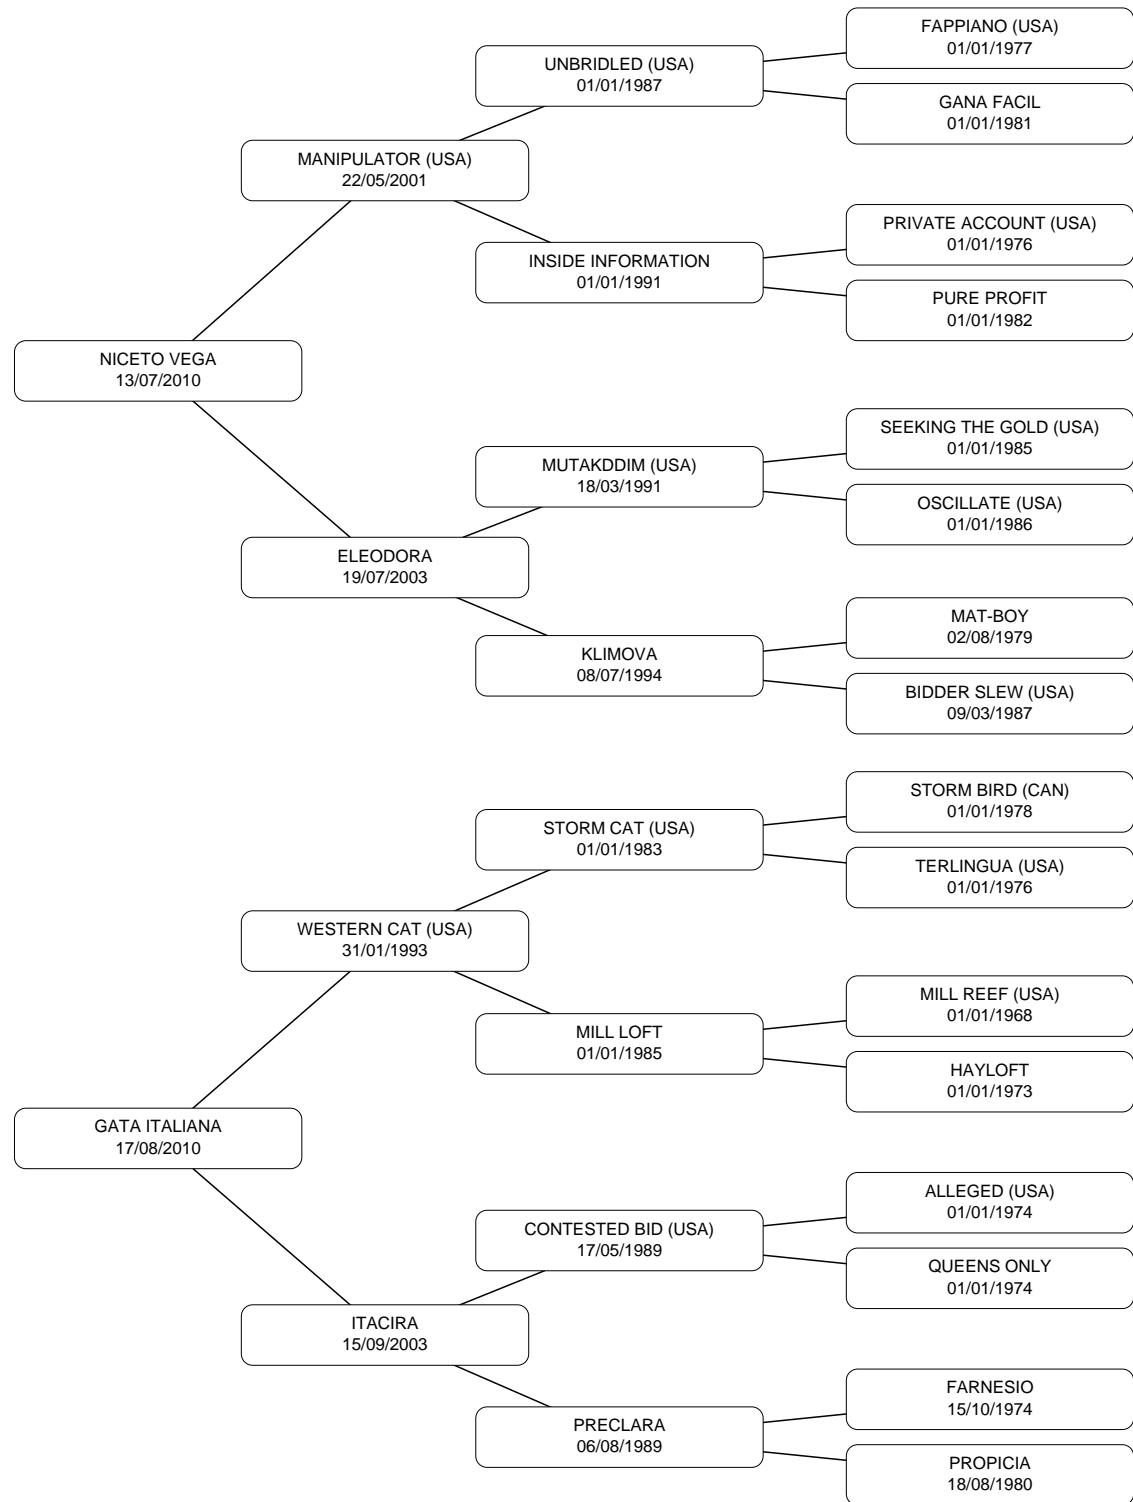 FAPPIANO (USA)
01/01/1977
UNBRIDLED (USA)
01/01/1987
GANA FACIL
01/01/1981
MANIPULATOR (USA)
22/05/2001
PRIVATE ACCOUNT (USA)
01/01/1976
INSIDE INFORMATION
01/01/1991
PURE PROFIT
01/01/1982
NICETO VEGA
13/07/2010
SEEKING THE GOLD (USA)
01/01/1985
MUTAKDDIM (USA)
18/03/1991
OSCILLATE (USA)
01/01/1986
ELEODORA
19/07/2003
MAT-BOY
02/08/1979
KLIMOVA
08/07/1994
BIDDER SLEW (USA)
09/03/1987
STORM BIRD (CAN)
01/01/1978
STORM CAT (USA)
01/01/1983
TERLINGUA (USA)
01/01/1976
WESTERN CAT (USA)
31/01/1993
MILL REEF (USA)
01/01/1968
MILL LOFT
01/01/1985
HAYLOFT
01/01/1973
GATA ITALIANA
17/08/2010
ALLEGED (USA)
01/01/1974
CONTESTED BID (USA)
17/05/1989
QUEENS ONLY
01/01/1974
ITACIRA
15/09/2003
FARNESIO
15/10/1974
PRECLARA
06/08/1989
PROPICIA
18/08/1980